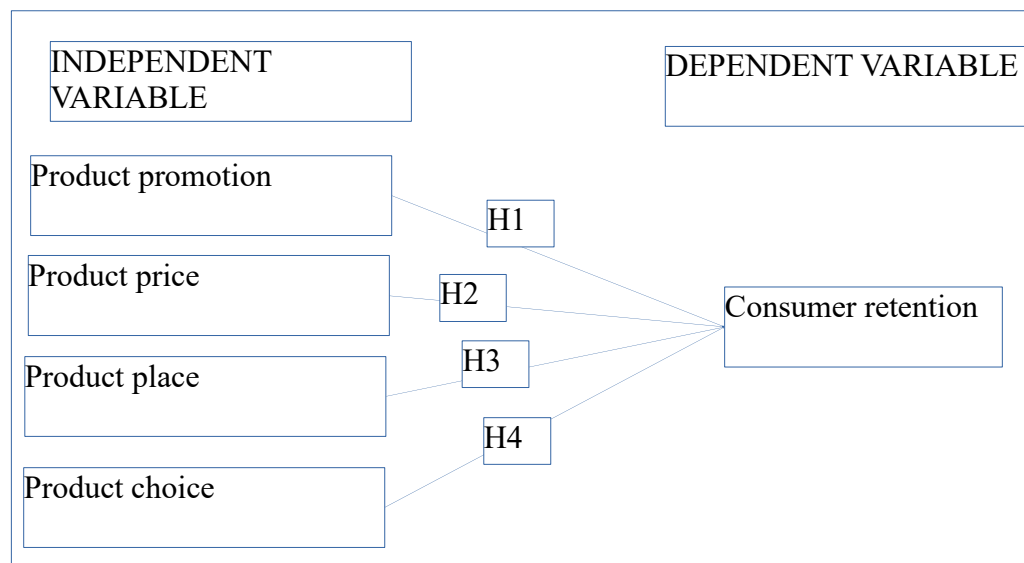 INDEPENDENT
VARIABLE
DEPENDENT VARIABLE
Product promotion
H1
Product price
H2
Consumer retention
H3
Product place
H4
Product choice